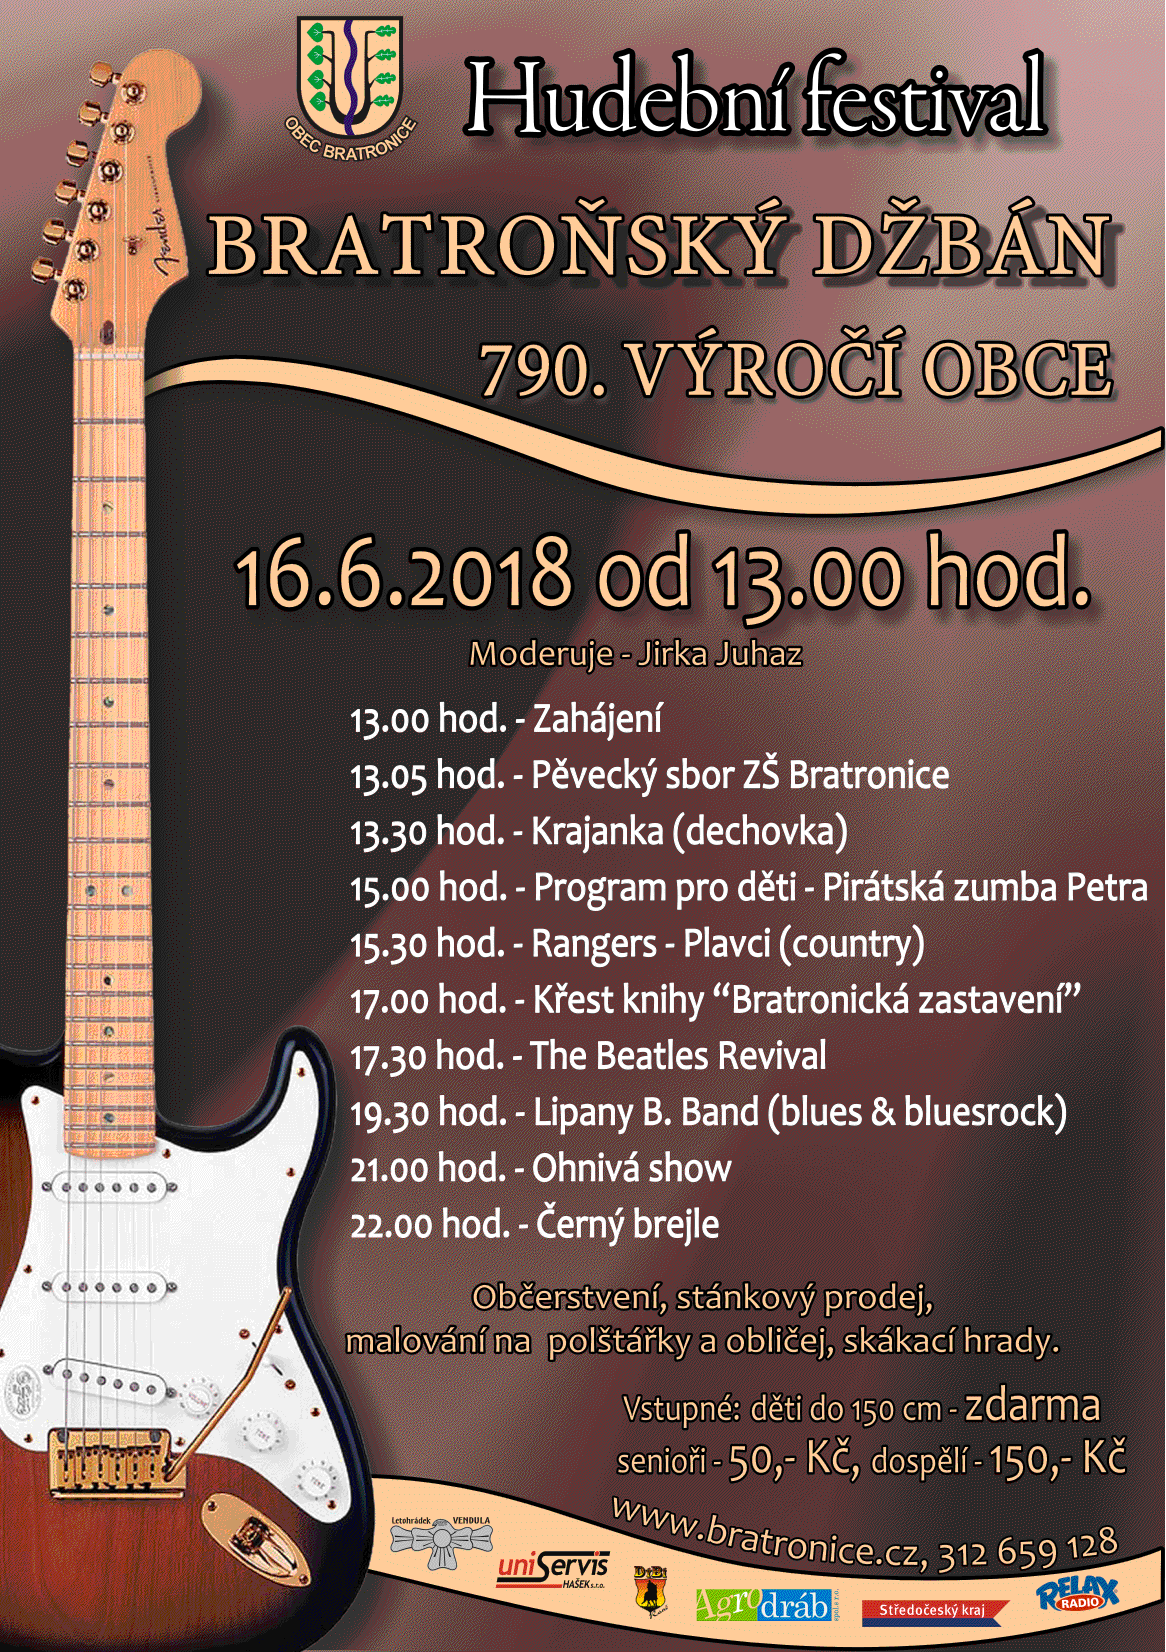 OBEC BRATRONICE
Hudební festival
BRATROŇSKÝ DŽBÁN
790. VÝROČÍ OBCE
Fender
16.6.2018 od 13.00 hod.
Moderuje - Jirka Juhaz
13.00 hod. - Zahájení
13.05 hod. - Pěvecký sbor ZŠ Bratronice
13.30 hod. - Krajanka (dechovka)
15.00 hod. - Program pro děti - Pirátská zumba Petra
15.30 hod. - Rangers - Plavci (country)
17.00 hod. - Křest knihy “Bratronická zastavení”
17.30 hod. - The Beatles Revival
19.30 hod. - Lipany B. Band (blues & bluesrock)
21.00 hod. - Ohnivá show
22.00 hod. - Černý brejle
Občerstvení, stánkový prodej,
malování na polštářky a obličej, skákací hrady.
Vstupné: děti do 150 cm - zdarma
senioři - 50,- Kč, dospělí - 150,- Kč
www.bratronice.cz, 312 659 128
Letohrádek VENDULA
uniServis
HAŠEK s.r.o.
DiBi
Agrodráb
spol s r.o.
Středočeský kraj
RELAX
RADIO